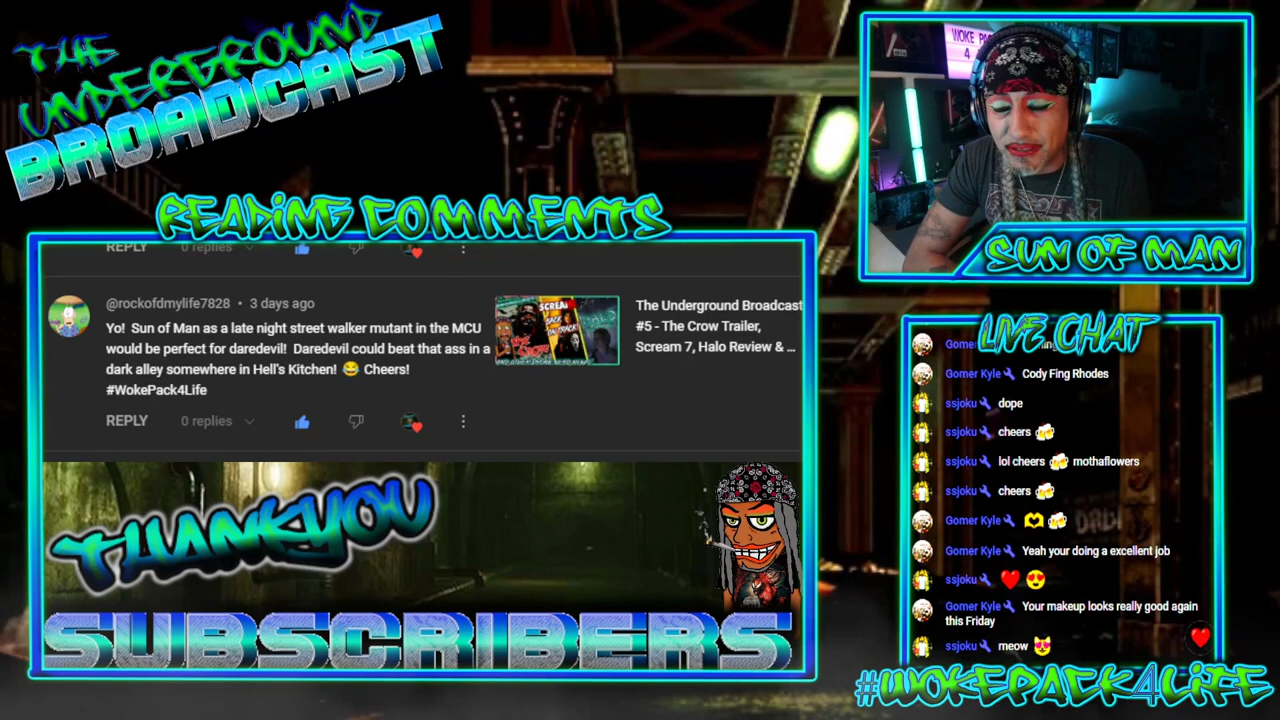 THE
UNDERGROUND
BROADCAST
WOKE PA
4
READING COMMENTS
SUN OF MAN
REPLY 0 replies
@rockofdmylife7828 • 3 days ago
Yo! Sun of Man as a late night street walker mutant in the MCU
would be perfect for daredevil! Daredevil could beat that ass in a
dark alley somewhere in Hell's Kitchen! 😂 Cheers!
#WokePack4Life
REPLY 0 replies
SCREAM
The Underground Broadcast
#5 - The Crow Trailer,
Scream 7, Halo Review & ...
THANKYOU
SUBSCRIBERS
LIVE CHAT
Gomer Kyle Cody Fing Rhodes
ssjoku dope
ssjoku cheers 🍻
ssjoku lol cheers 🍻 mothaflowers
ssjoku cheers 🍻
Gomer Kyle 🫶🍻
Gomer Kyle Yeah your doing a excellent job
ssjoku ❤️ 😍
Gomer Kyle Your makeup looks really good again
this Friday
ssjoku meow 😻
#WOKEPACK4LIFE